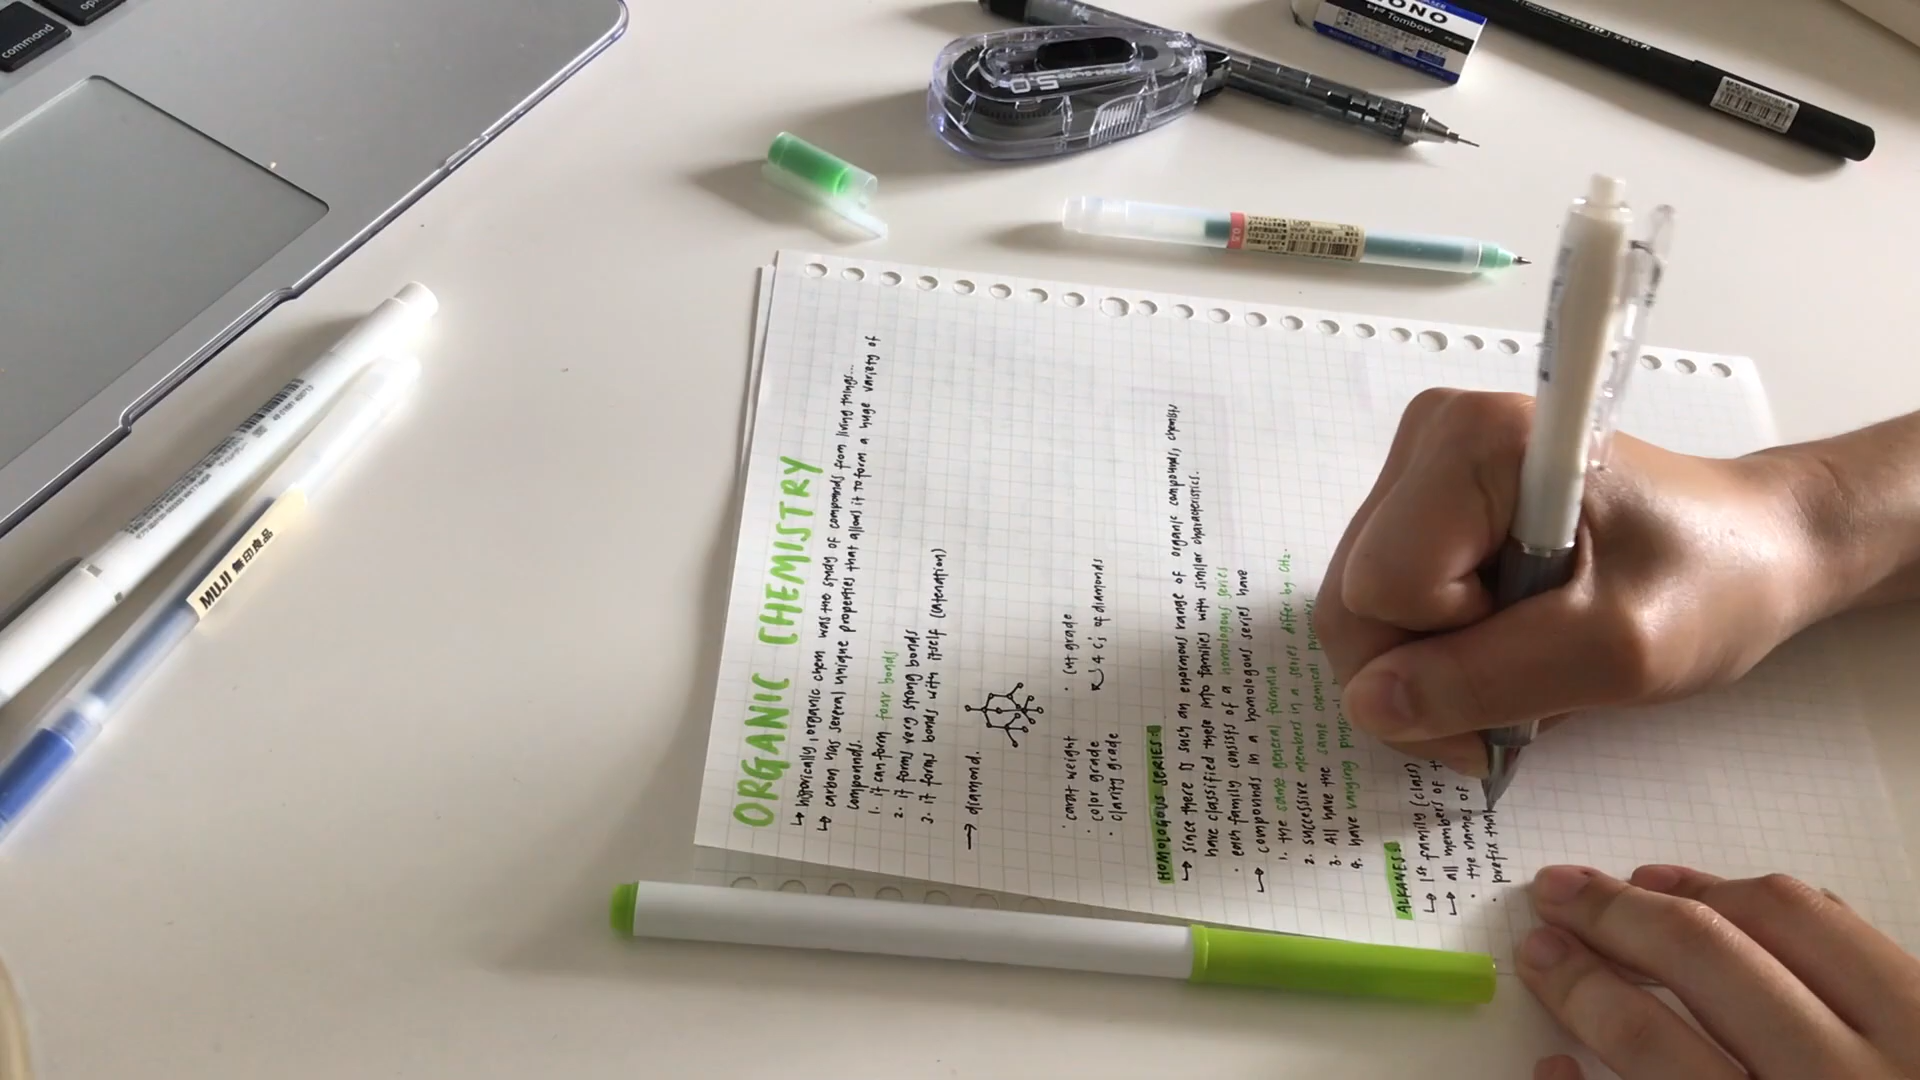 ORGANIC CHEMISTRY
↳ historically, organic chem was the study of compounds from living things...
↳ carbon has several unique properties that allows it to form a huge variety of
compounds.
1. it can form four bonds
2. it forms very strong bonds
3. it forms bonds with itself (catenation)
→ diamond.
· carat weight · cut grade
· color grade ↳ 4 c's of diamonds
· clarity grade
HOMOLOGOUS SERIES:
↳ since there is such an enormous range of organic compounds, chemists
have classified these into families with similar characteristics.
· each family consists of a homologous series
↳ compounds in a homologous series have
1. the same general formula
2. successive members in a series differ by CH₂.
3. All have the same chemical properties
4. have varying
ALKANES:
↳ 1st family (class)
↳ all members of
· the names of
· prefix that
command
MUJI 無印良品
5.0
MONO
Tombow
0.5